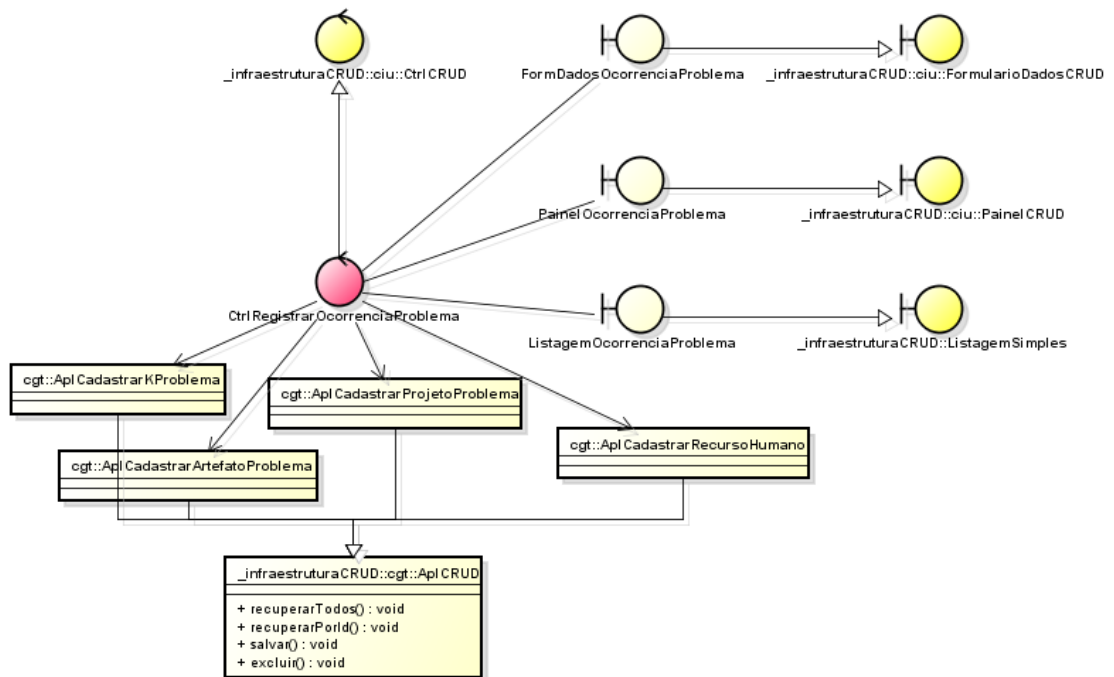 _infraestruturaCRUD::ciu::CtrlCRUD
FormDadosOcorrenciaProblema
_infraestruturaCRUD::ciu::FormularioDadosCRUD
PainelOcorrenciaProblema
_infraestruturaCRUD::ciu::PainelCRUD
CtrlRegistrarOcorrenciaProblema
ListagemOcorrenciaProblema
_infraestruturaCRUD::ListagemSimples
cgt::AplCadastrarKProblema
cgt::AplCadastrarProjetoProblema
cgt::AplCadastrarRecursoHumano
cgt::AplCadastrarArtefatoProblema
_infraestruturaCRUD::cgt::AplCRUD
+ recuperarTodos() : void
+ recuperarPorId() : void
+ salvar() : void
+ excluir() : void